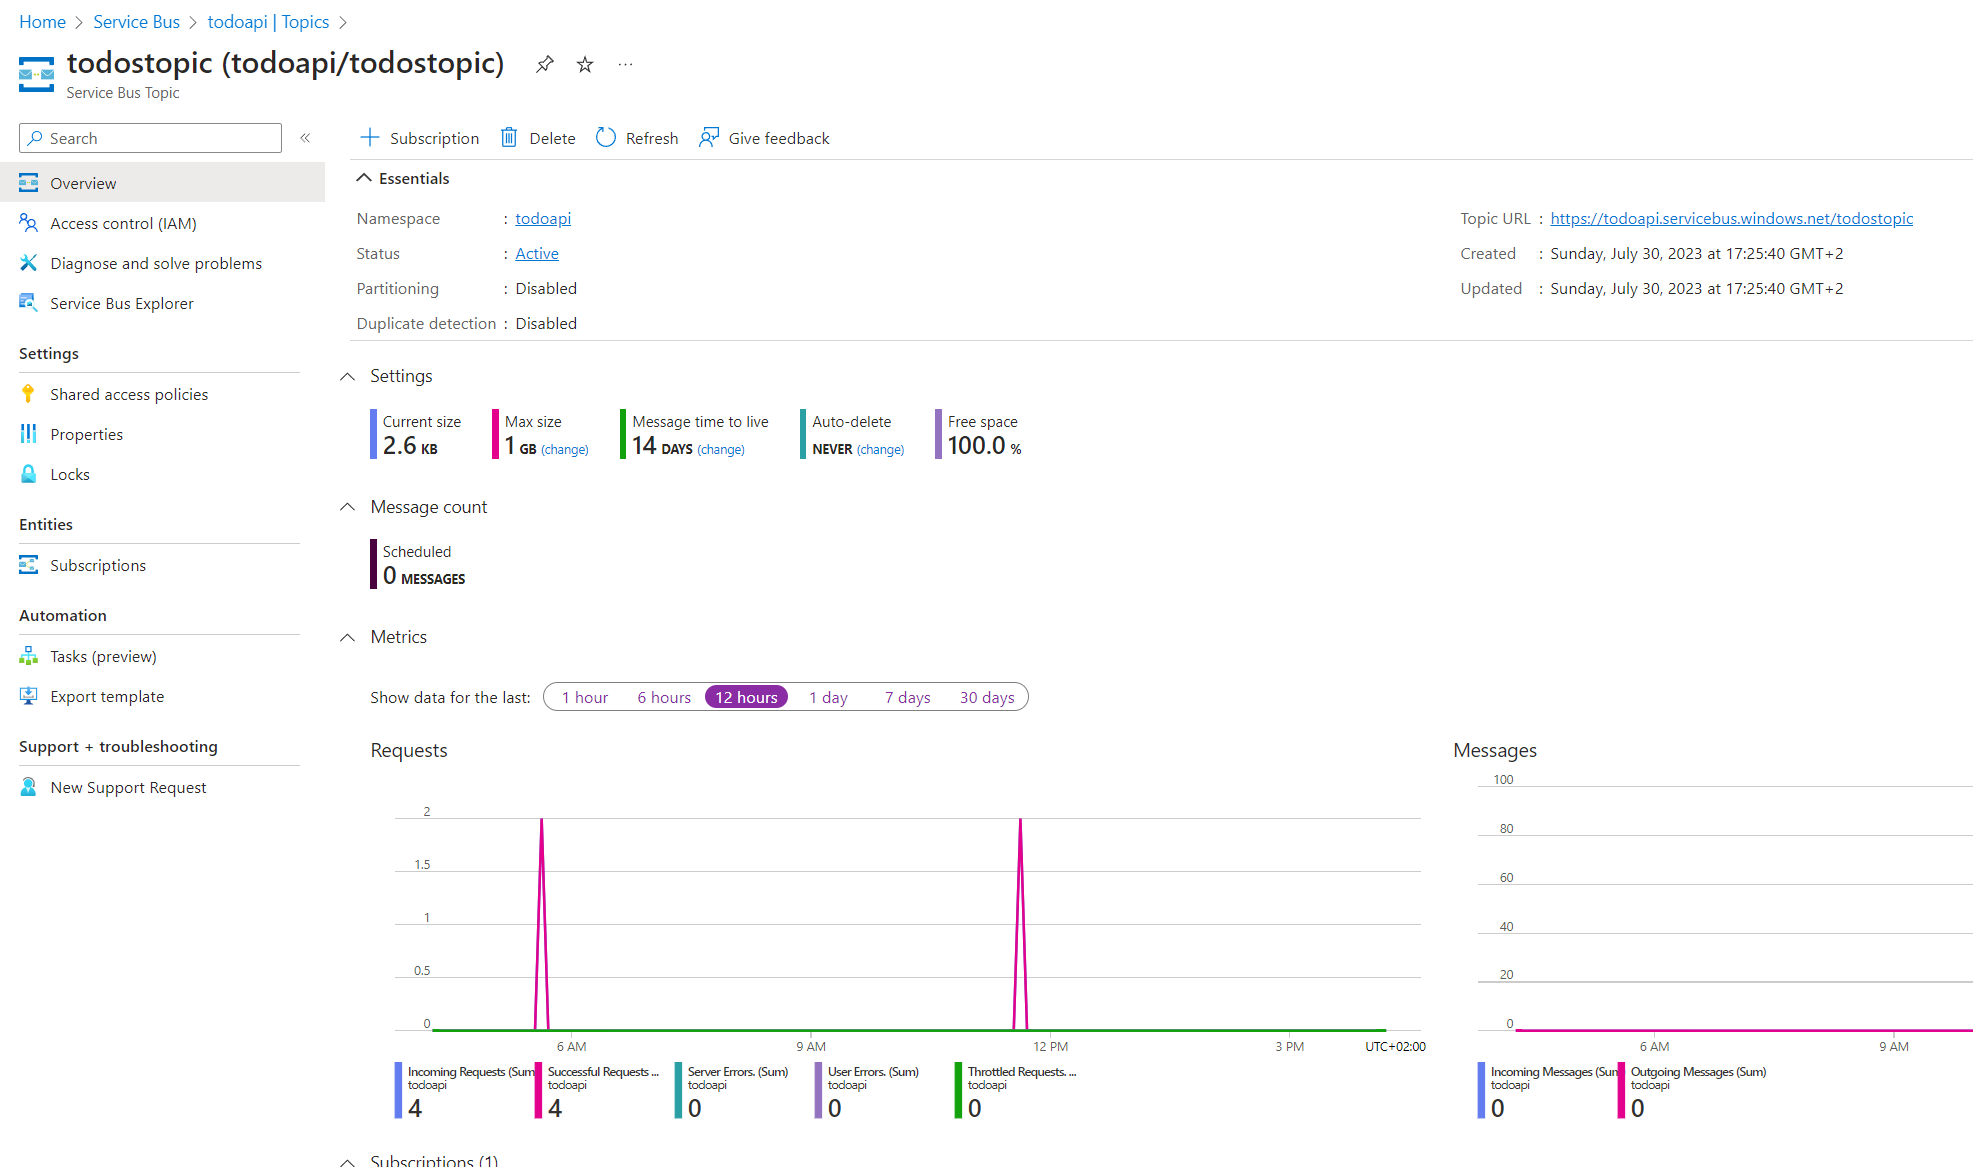 Home > Service Bus > todoapi | Topics >
todostopic (todoapi/todostopic)
Service Bus Topic
Search
Overview
Access control (IAM)
Diagnose and solve problems
Service Bus Explorer
Settings
Shared access policies
Properties
Locks
Entities
Subscriptions
Automation
Tasks (preview)
Export template
Support + troubleshooting
New Support Request
Subscription Delete Refresh Give feedback
Essentials
Namespace : todoapi
Status : Active
Partitioning : Disabled
Duplicate detection : Disabled
Topic URL : https://todoapi.servicebus.windows.net/todostopic
Created : Sunday, July 30, 2023 at 17:25:40 GMT+2
Updated : Sunday, July 30, 2023 at 17:25:40 GMT+2
Settings
Current size
2.6 KB
Max size
1 GB (change)
Message time to live
14 DAYS (change)
Auto-delete
NEVER (change)
Free space
100.0 %
Message count
Scheduled
0 MESSAGES
Metrics
Show data for the last: 1 hour 6 hours 12 hours 1 day 7 days 30 days
Requests
2
1.5
1
0.5
0
6 AM 9 AM 12 PM 3 PM UTC+02:00
Incoming Requests (Sum
todoapi
4
Successful Requests ...
todoapi
4
Server Errors. (Sum)
todoapi
0
User Errors. (Sum)
todoapi
0
Throttled Requests. ...
todoapi
0
Messages
100
80
60
40
20
0
6 AM 9 AM
Incoming Messages (Sum
todoapi
0
Outgoing Messages (Sum)
todoapi
0
Subscriptions (1)